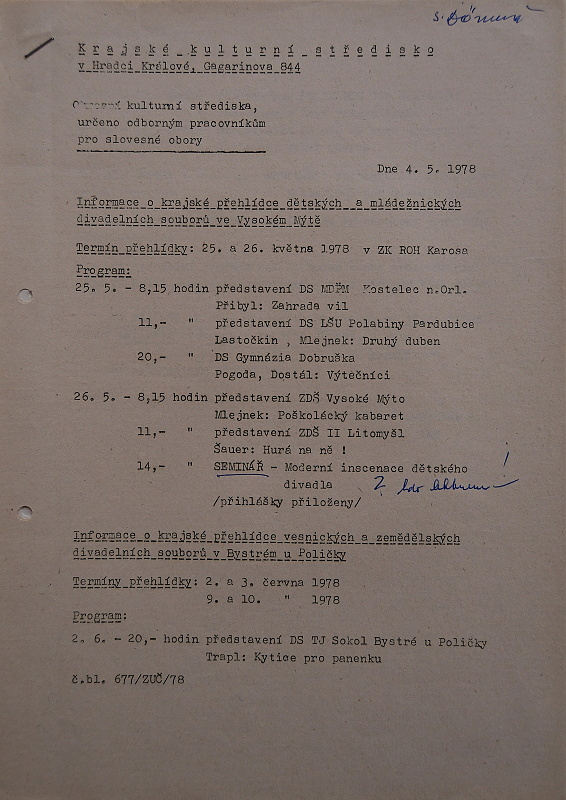 Krajské kulturní středisko
v Hradci Králové, Gagarinova 844
Okresní kulturní střediska,
určeno odborným pracovníkům
pro slovesné obory
Dne 4. 5. 1978
Informace o krajské přehlídce dětských a mládežnických
divadelních souborů ve Vysokém Mýtě
Termín přehlídky: 25. a 26. května 1978 v ZK ROH Karosa
Program:
25. 5. - 8,15 hodin představení DS MDPM Kostelec n.Orl.
Přibyl: Zahrada vil
11,- " představení DS LŠU Polabiny Pardubice
Lastočkin , Mlejnek: Druhý duben
20,- " DS Gymnázia Dobruška
Pogoda, Dostál: Výtečníci
26. 5. - 8,15 hodin představení ZDŠ Vysoké Mýto
Mlejnek: Poškolácký kabaret
11,- " představení ZDŠ II Litomyšl
Šauer: Hurá na ně !
14,- " SEMINÁŘ - Moderní inscenace dětského
divadla
/přihlášky přiloženy/
Informace o krajské přehlídce vesnických a zemědělských
divadelních souborů v Bystrém u Poličky
Termíny přehlídky: 2. a 3. června 1978
9. a 10. " 1978
Program:
2. 6. - 20,- hodin představení DS TJ Sokol Bystré u Poličky
Trapl: Kytice pro panenku
č.bl. 677/ZUČ/78